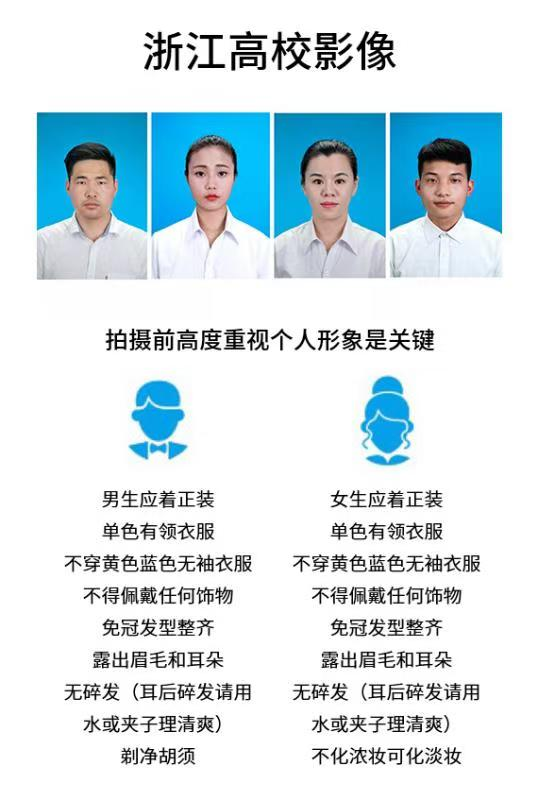 浙江高校影像
拍摄前高度重视个人形象是关键
男生应着正装
单色有领衣服
不穿黄色蓝色无袖衣服
不得佩戴任何饰物
免冠发型整齐
露出眉毛和耳朵
无碎发（耳后碎发请用
水或夹子理清爽）
剃净胡须
女生应着正装
单色有领衣服
不穿黄色蓝色无袖衣服
不得佩戴任何饰物
免冠发型整齐
露出眉毛和耳朵
无碎发（耳后碎发请用
水或夹子理清爽）
不化浓妆可化淡妆